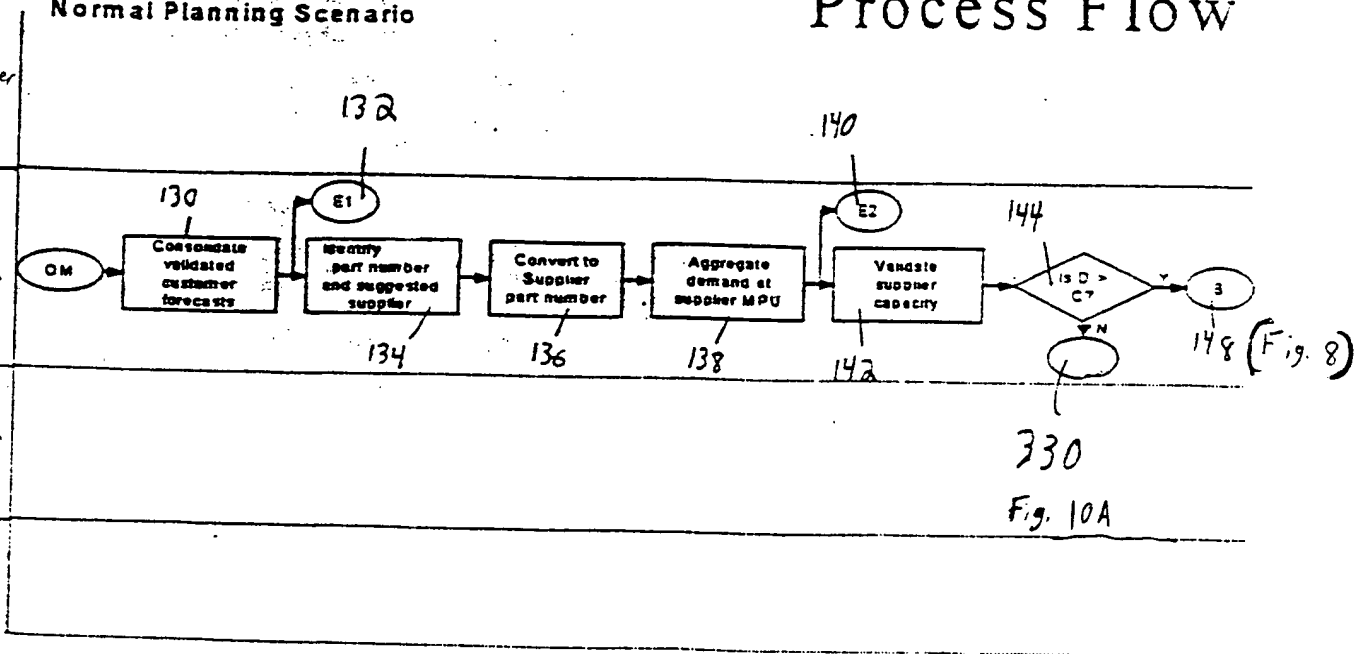 Normal Planning Scenario
Process Flow
er
132
140
130
E1
E2
144
OM
Consolidate
validated
customer
forecasts
Identify
part number
and suggested
supplier
Convert to
Supplier
part number
Aggregate
demand at
supplier MPU
Validate
supplier
capacity
Is D >
C?
Y
3
N
134
136
138
142
148 (Fig. 8)
330
Fig. 10A